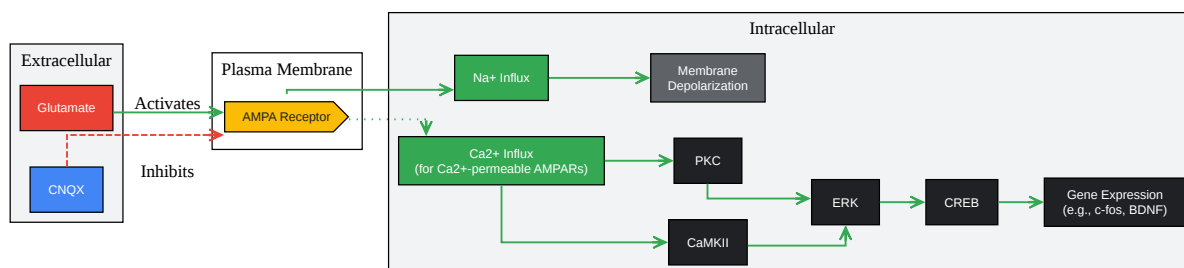 Intracellular
Extracellular
Plasma Membrane
Na+ Influx
Membrane
Depolarization
Glutamate
Activates
AMPA Receptor
Ca2+ Influx
(for Ca2+-permeable AMPARs)
PKC
Inhibits
CNQX
ERK
CREB
Gene Expression
(e.g., c-fos, BDNF)
CaMKII